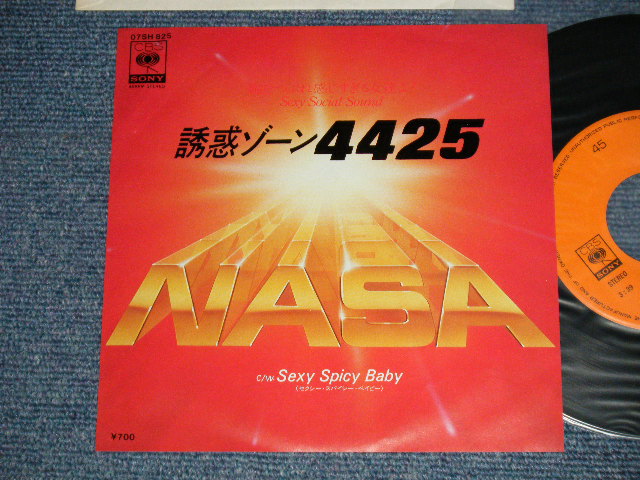 07SH 825
CBS
SONY
STEREO
Sexy Social Sound
誘惑ゾーン4425
NASA
c/w Sexy Spicy Baby
(セクシー・スパイシー・ベイビー)
¥700
45
CBS
SONY
STEREO